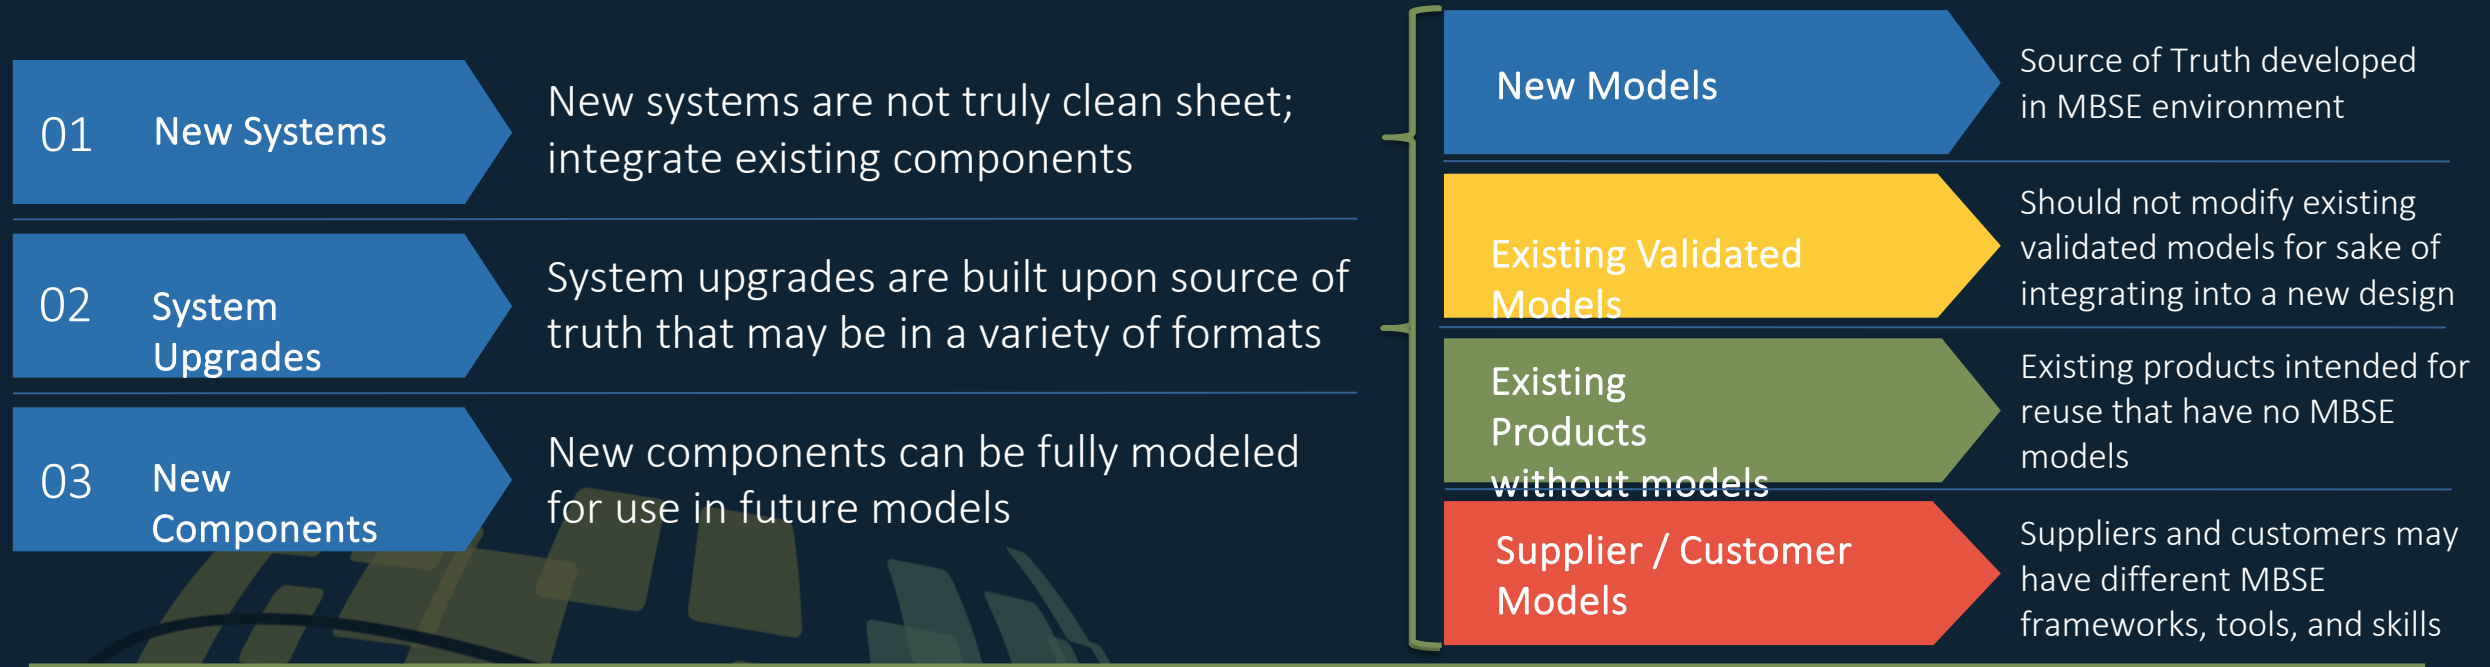 01
New Systems
New systems are not truly clean sheet;
integrate existing components
02
System
Upgrades
System upgrades are built upon source of
truth that may be in a variety of formats
03
New
Components
New components can be fully modeled
for use in future models
New Models
Source of Truth developed
in MBSE environment
Existing Validated
Models
Should not modify existing
validated models for sake of
integrating into a new design
Existing
Products
without models
Existing products intended for
reuse that have no MBSE
models
Supplier / Customer
Models
Suppliers and customers may
have different MBSE
frameworks, tools, and skills